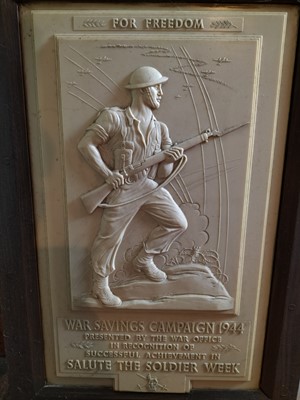 FOR FREEDOM
WAR SAVINGS CAMPAIGN 1944
PRESENTED BY THE WAR OFFICE
IN RECOGNITION OF
SUCCESSFUL ACHIEVEMENT IN
SALUTE THE SOLDIER WEEK